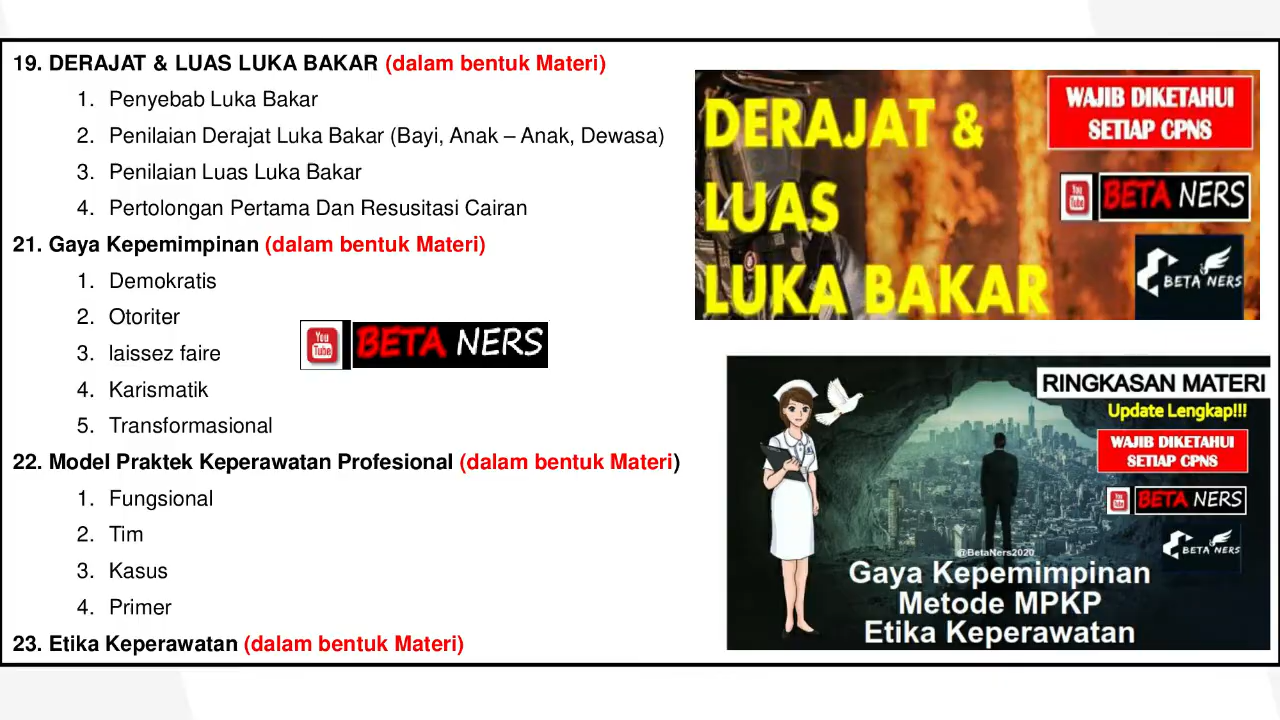 19. DERAJAT & LUAS LUKA BAKAR (dalam bentuk Materi)
1. Penyebab Luka Bakar
2. Penilaian Derajat Luka Bakar (Bayi, Anak – Anak, Dewasa)
3. Penilaian Luas Luka Bakar
4. Pertolongan Pertama Dan Resusitasi Cairan
21. Gaya Kepemimpinan (dalam bentuk Materi)
1. Demokratis
2. Otoriter
3. laissez faire
4. Karismatik
5. Transformasional
You Tube BETA NERS
22. Model Praktek Keperawatan Profesional (dalam bentuk Materi)
1. Fungsional
2. Tim
3. Kasus
4. Primer
23. Etika Keperawatan (dalam bentuk Materi)
DERAJAT &
LUAS
LUKA BAKAR
WAJIB DIKETAHUI
SETIAP CPNS
You Tube BETA NERS
BETA NERS
RINGKASAN MATERI
Update Lengkap!!!
WAJIB DIKETAHUI
SETIAP CPNS
BETA NERS
BETA NERS
@BetaNers2020
Gaya Kepemimpinan
Metode MPKP
Etika Keperawatan